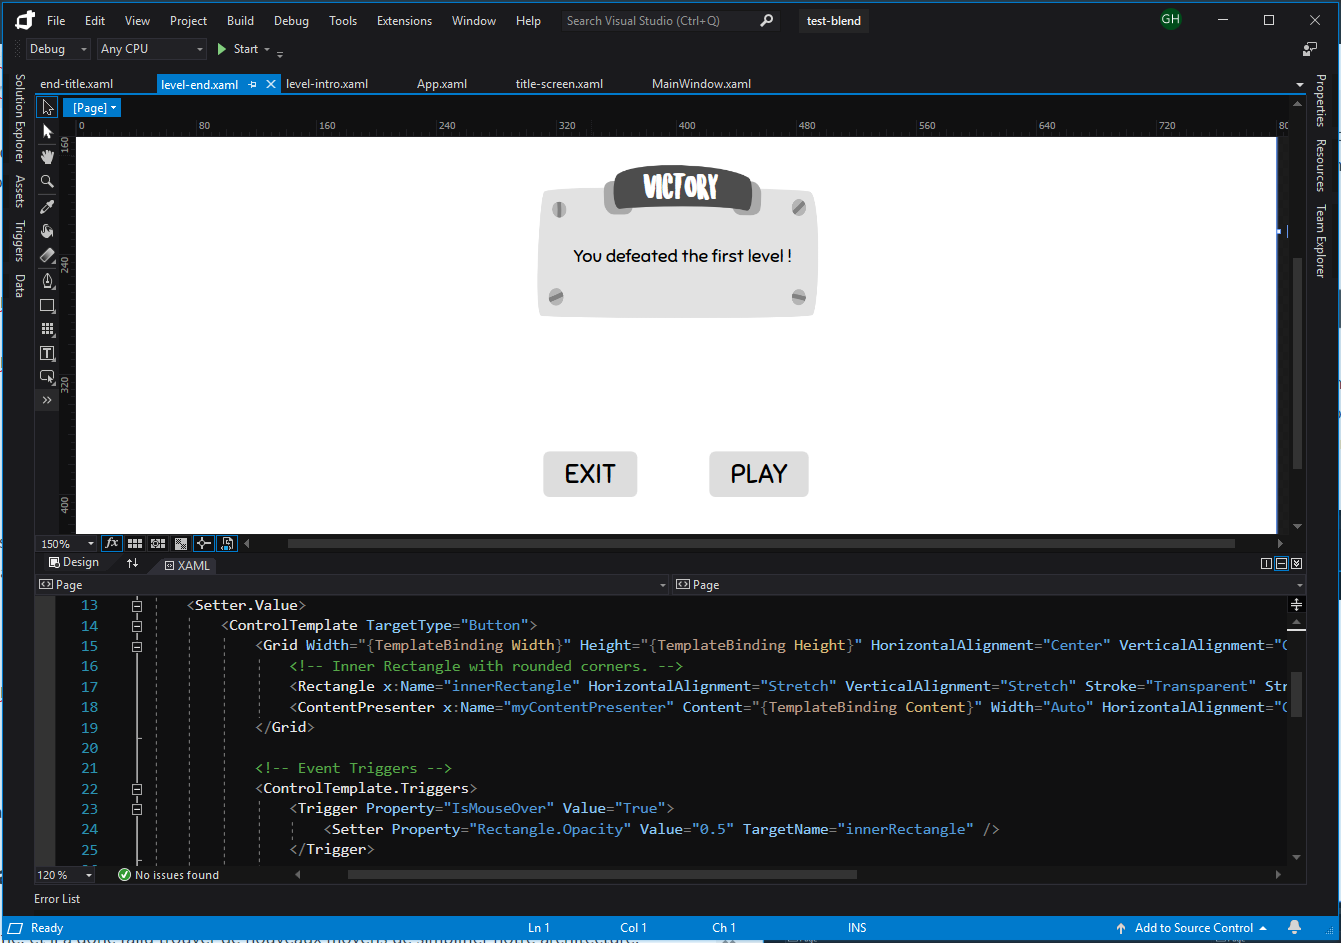 File Edit View Project Build Debug Tools Extensions Window Help Search Visual Studio (Ctrl+Q) test-blend GH
Debug Any CPU Start
end-title.xaml level-end.xaml level-intro.xaml App.xaml title-screen.xaml MainWindow.xaml
Solution Explorer
Assets
Triggers
Data
[Page]
0 80 160 240 320 400 480 560 640 720 80
160
240
320
400
VICTORY
You defeated the first level !
EXIT PLAY
Properties
Resources
Team Explorer
150% fx
Design XAML
Page Page
13 <Setter.Value>
14 <ControlTemplate TargetType="Button">
15 <Grid Width="{TemplateBinding Width}" Height="{TemplateBinding Height}" HorizontalAlignment="Center" VerticalAlignment="C
16 <!-- Inner Rectangle with rounded corners. -->
17 <Rectangle x:Name="innerRectangle" HorizontalAlignment="Stretch" VerticalAlignment="Stretch" Stroke="Transparent" Str
18 <ContentPresenter x:Name="myContentPresenter" Content="{TemplateBinding Content}" Width="Auto" HorizontalAlignment="C
19 </Grid>
20
21 <!-- Event Triggers -->
22 <ControlTemplate.Triggers>
23 <Trigger Property="IsMouseOver" Value="True">
24 <Setter Property="Rectangle.Opacity" Value="0.5" TargetName="innerRectangle" />
25 </Trigger>
120 % No issues found
Error List
Ready Ln 1 Col 1 Ch 1 INS Add to Source Control